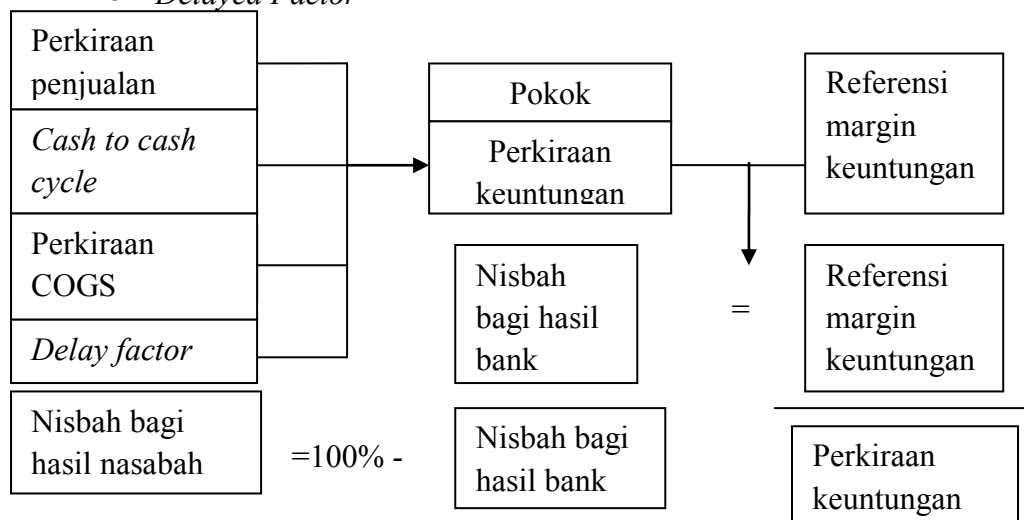 Delayed Factor
Perkiraan
penjualan
Cash to cash
cycle
Perkiraan
COGS
Delay factor
Pokok
Perkiraan
keuntungan
Referensi
margin
keuntungan
Nisbah
bagi hasil
bank
=
Referensi
margin
keuntungan
Nisbah bagi
hasil nasabah
=100% -
Nisbah bagi
hasil bank
Perkiraan
keuntungan